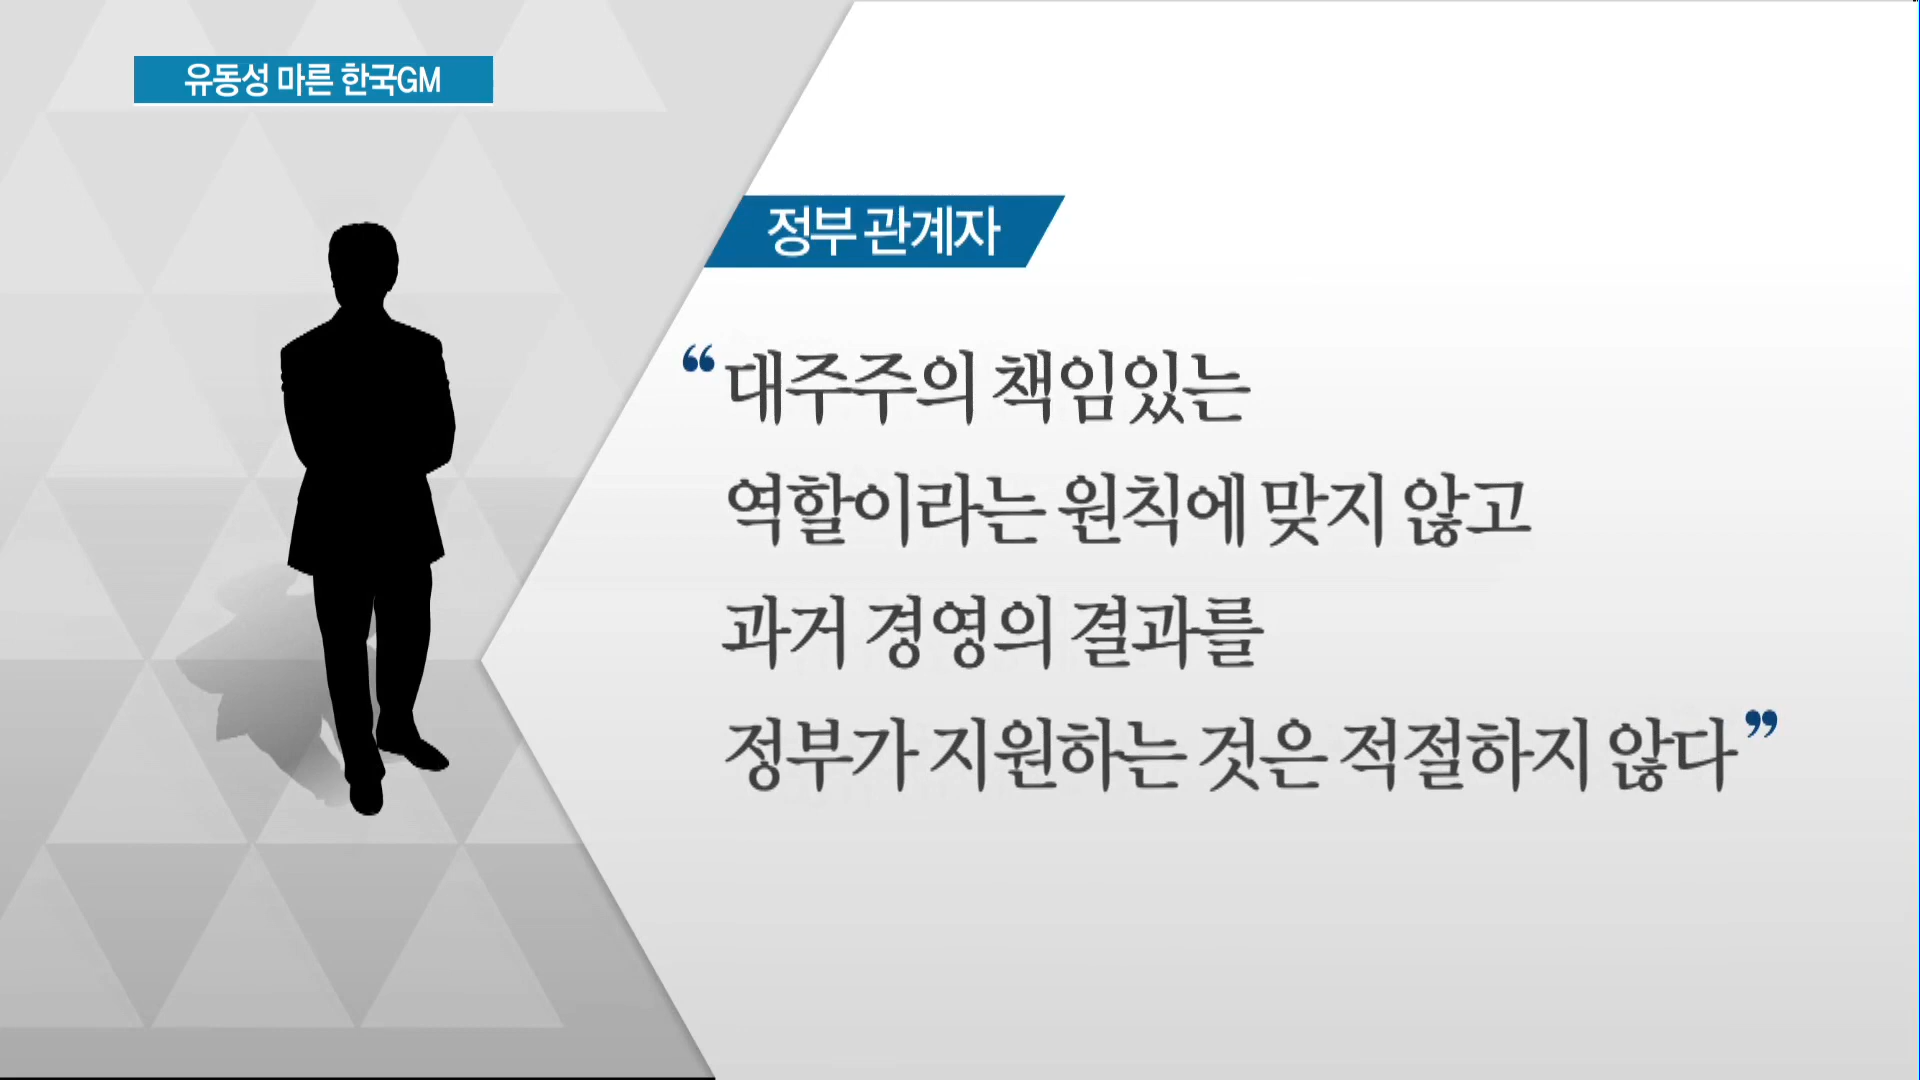 유동성 마른 한국GM
정부 관계자
“대주주의 책임있는
역할이라는 원칙에 맞지 않고
과거 경영의 결과를
정부가 지원하는 것은 적절하지 않다”